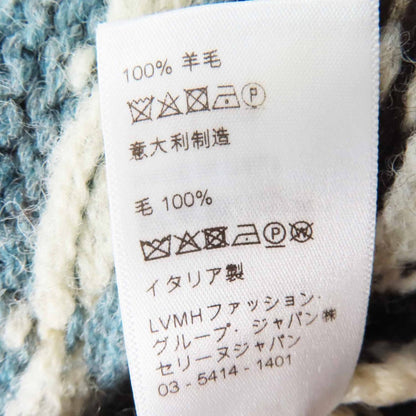 100% 羊毛
P
意大利制造
毛 100%
P W
イタリア製
LVMHファッション・
グループ・ジャパン㈱
セリーヌジャパン
03-5414-1401